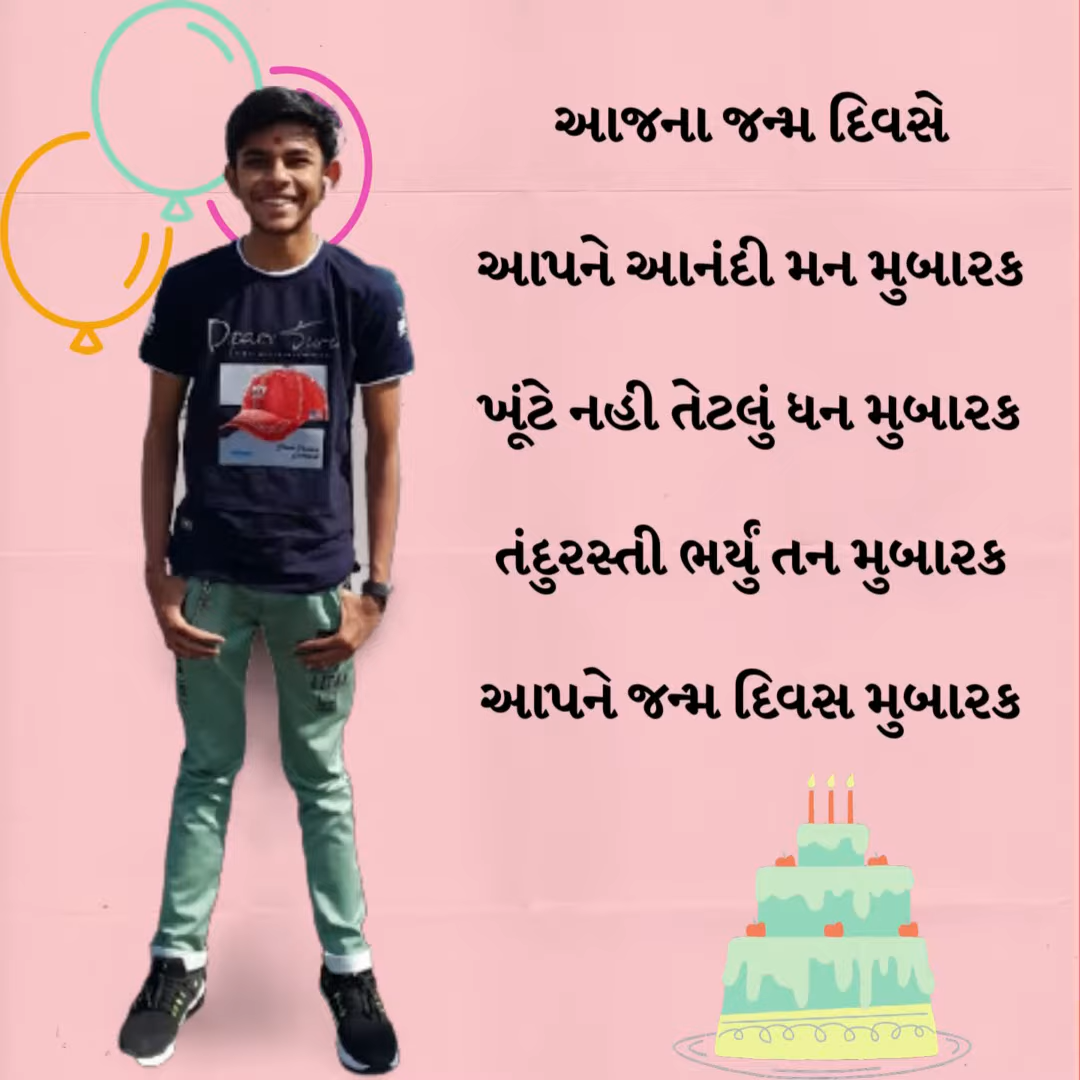 આજના જન્મ દિવસે
આપને આનંદી મન મુબારક
ખૂંટે નહી તેટલું ધન મુબારક
તંદુરસ્તી ભર્યું તન મુબારક
આપને જન્મ દિવસ મુબારક